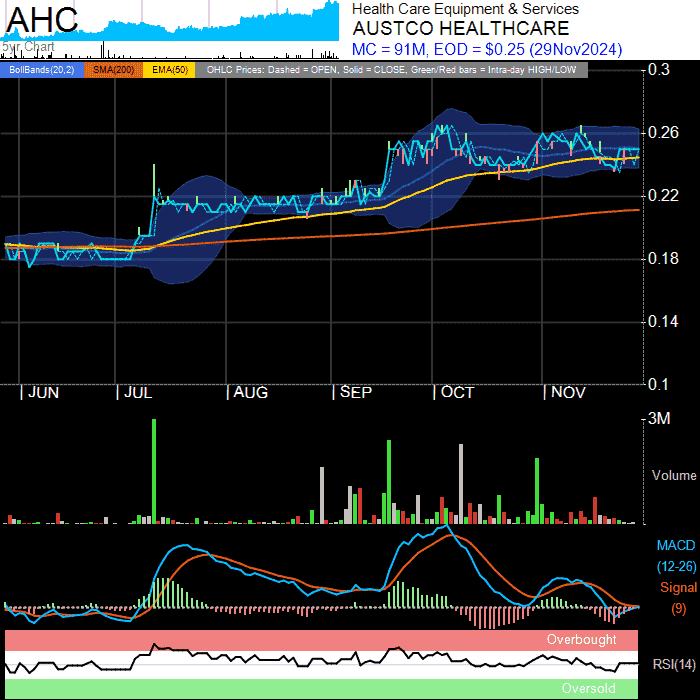 AHC
5yr Chart
Health Care Equipment & Services
AUSTCO HEALTHCARE
MC = 91M, EOD = $0.25 (29Nov2024)
BollBands(20,2) SMA(200) EMA(50) OHLC Prices: Dashed = OPEN, Solid = CLOSE, Green/Red bars = Intra-day HIGH/LOW
0.3
0.26
0.22
0.18
0.14
0.1
| JUN | JUL | AUG | SEP | OCT | NOV
3M
Volume
MACD
(12-26)
Signal
(9)
Overbought
RSI(14)
Oversold